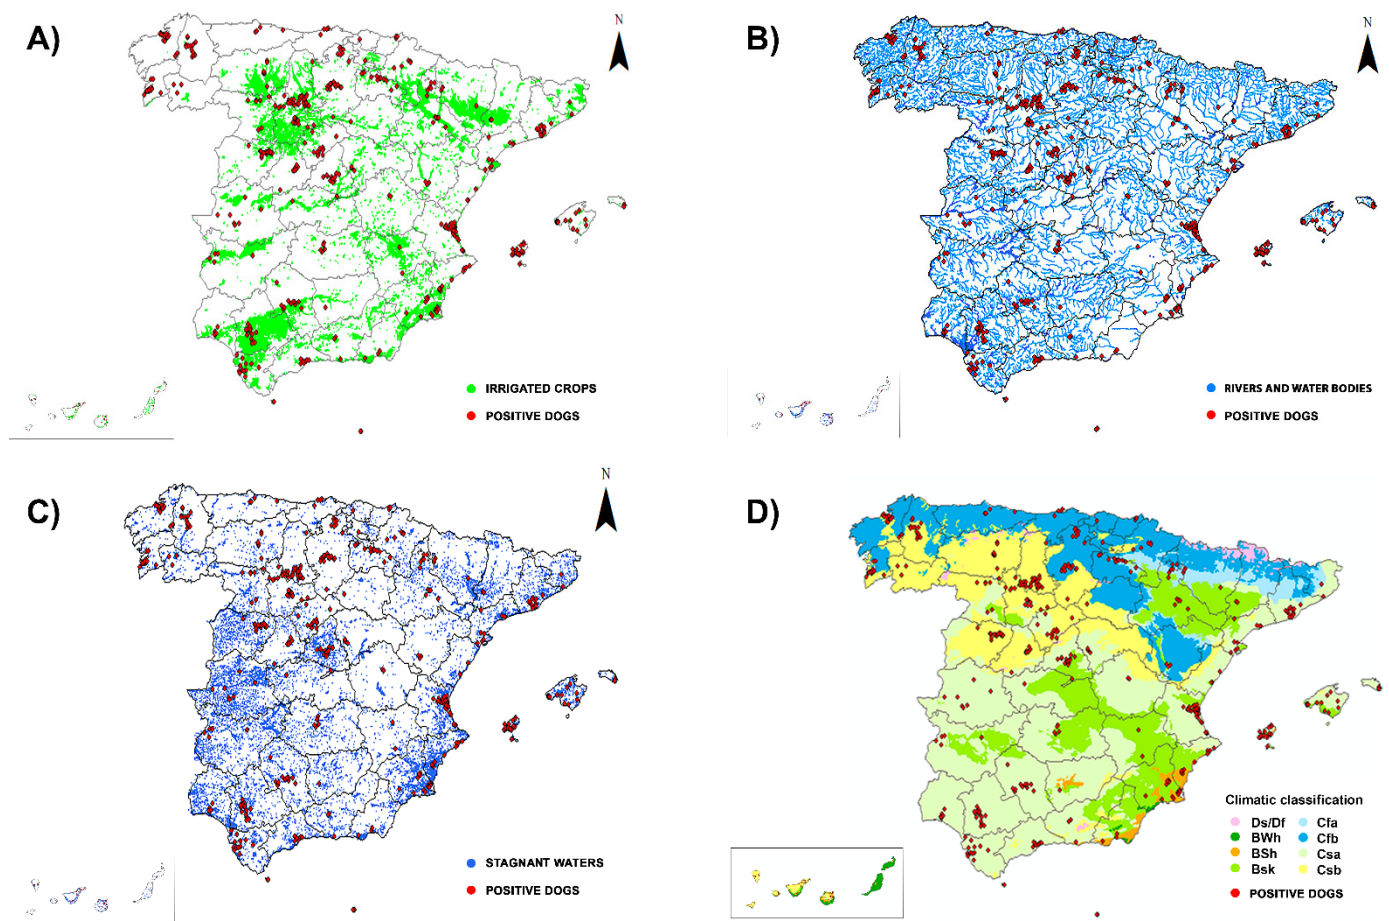 A)
N
IRRIGATED CROPS
POSITIVE DOGS
B)
N
RIVERS AND WATER BODIES
POSITIVE DOGS
C)
N
STAGNANT WATERS
POSITIVE DOGS
D)
Climatic classification
Ds/Df Cfa
BWh Cfb
BSh Csa
Bsk Csb
POSITIVE DOGS